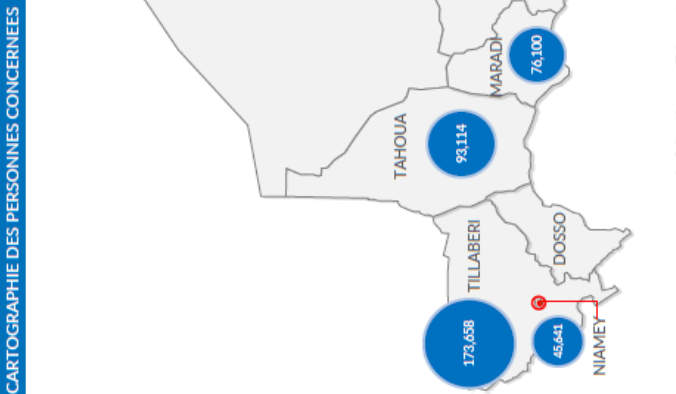 CARTOGRAPHIE DES PERSONNES CONCERNEES
MARADI
76,100
TAHOUA
93,114
TILLABERI
173,658
DOSSO
45,641
NIAMEY